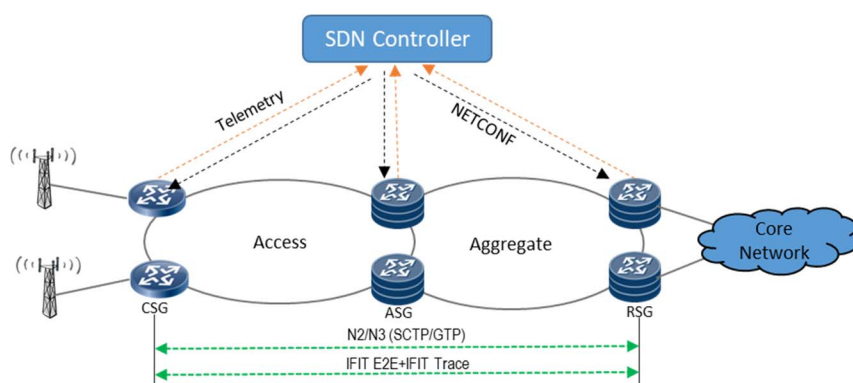 SDN Controller
Telemetry
NETCONF
Access
Aggregate
Core
Network
CSG
ASG
RSG
N2/N3 (SCTP/GTP)
IFIT E2E+IFIT Trace